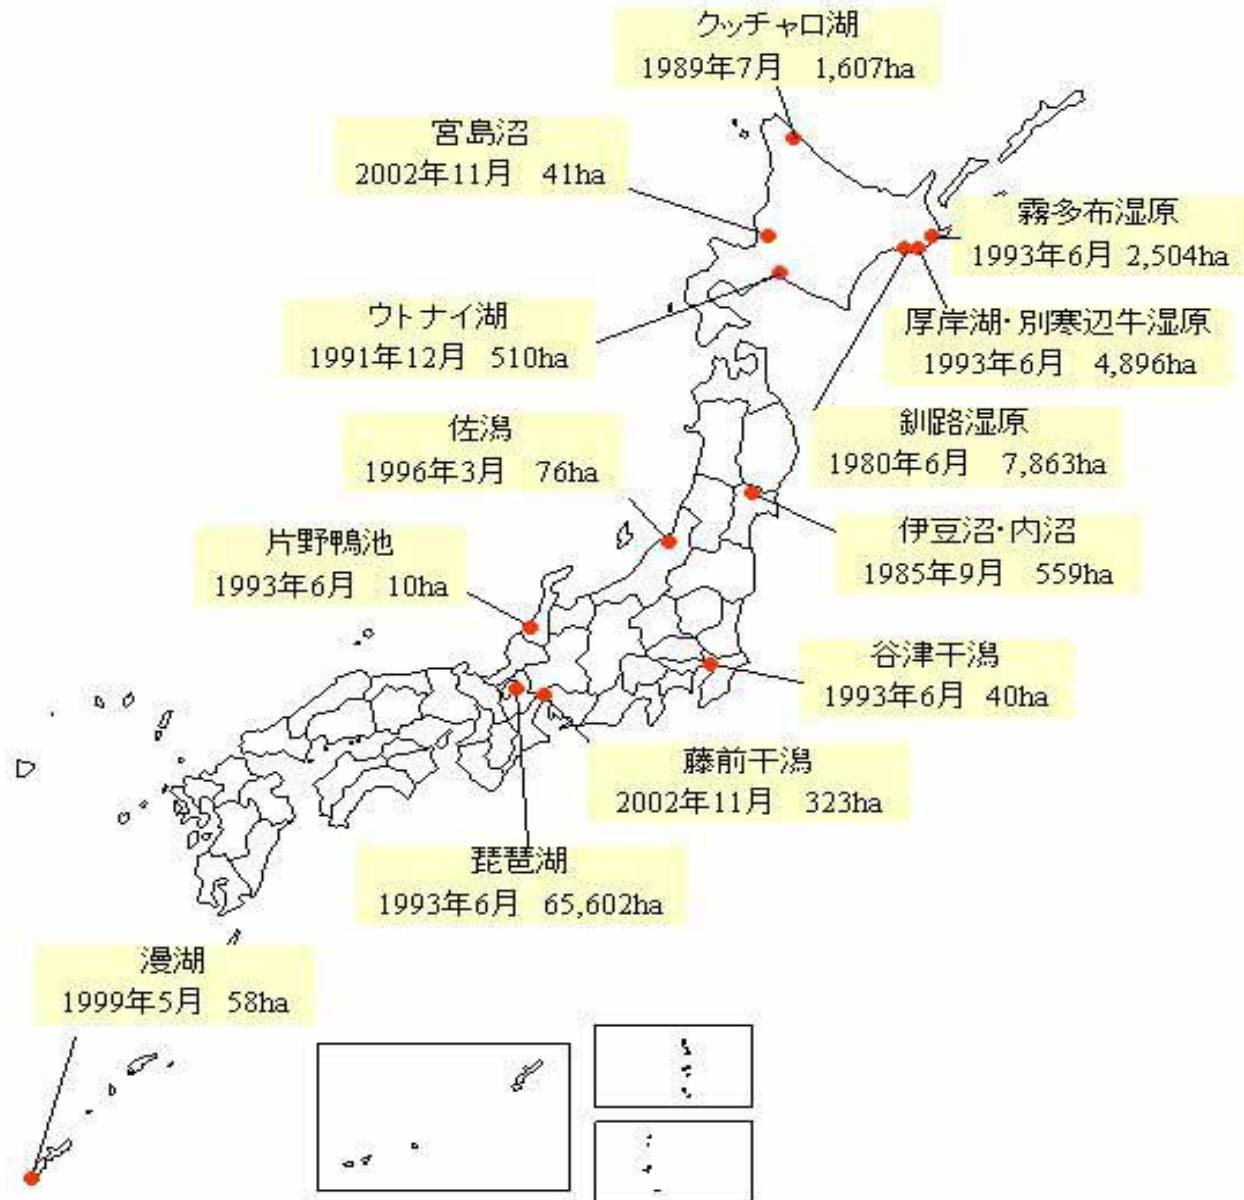 クッチャロ湖
1989年7月 1,607ha
宮島沼
2002年11月 41ha
霧多布湿原
1993年6月 2,504ha
ウトナイ湖
1991年12月 510ha
厚岸湖・別寒辺牛湿原
1993年6月 4,896ha
佐潟
1996年3月 76ha
釧路湿原
1980年6月 7,863ha
片野鴨池
1993年6月 10ha
伊豆沼・内沼
1985年9月 559ha
谷津干潟
1993年6月 40ha
藤前干潟
2002年11月 323ha
琵琶湖
1993年6月 65,602ha
漫湖
1999年5月 58ha